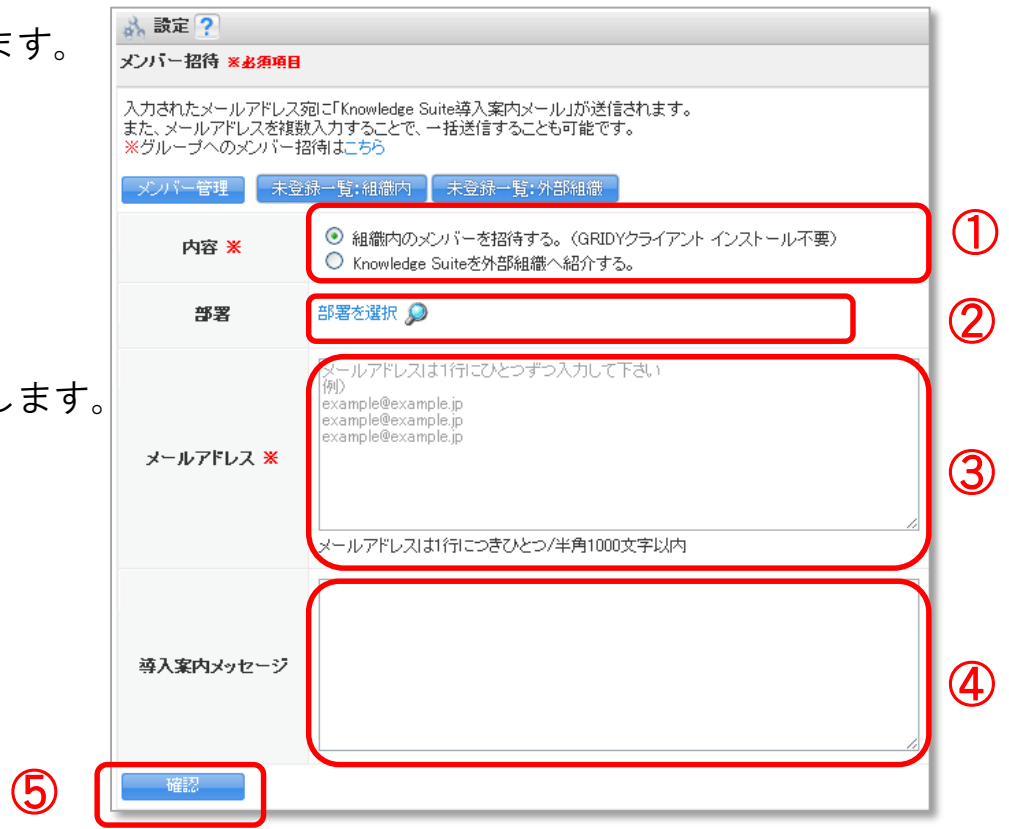 ます。
設定 ?
メンバー招待 ※必須項目
入力されたメールアドレス宛に「Knowledge Suite導入案内メール」が送信されます。
また、メールアドレスを複数入力することで、一括送信することも可能です。
※グループへのメンバー招待はこちら
メンバー管理 未登録一覧:組織内 未登録一覧:外部組織
内容 ※
組織内のメンバーを招待する。(GRIDYクライアント インストール不要)
Knowledge Suiteを外部組織へ紹介する。
①
部署
部署を選択
②
します。
メールアドレス ※
メールアドレスは1行にひとつずつ入力して下さい
例)
example@example.jp
example@example.jp
example@example.jp
メールアドレスは1行につきひとつ/半角1000文字以内
③
導入案内メッセージ
④
確認
⑤